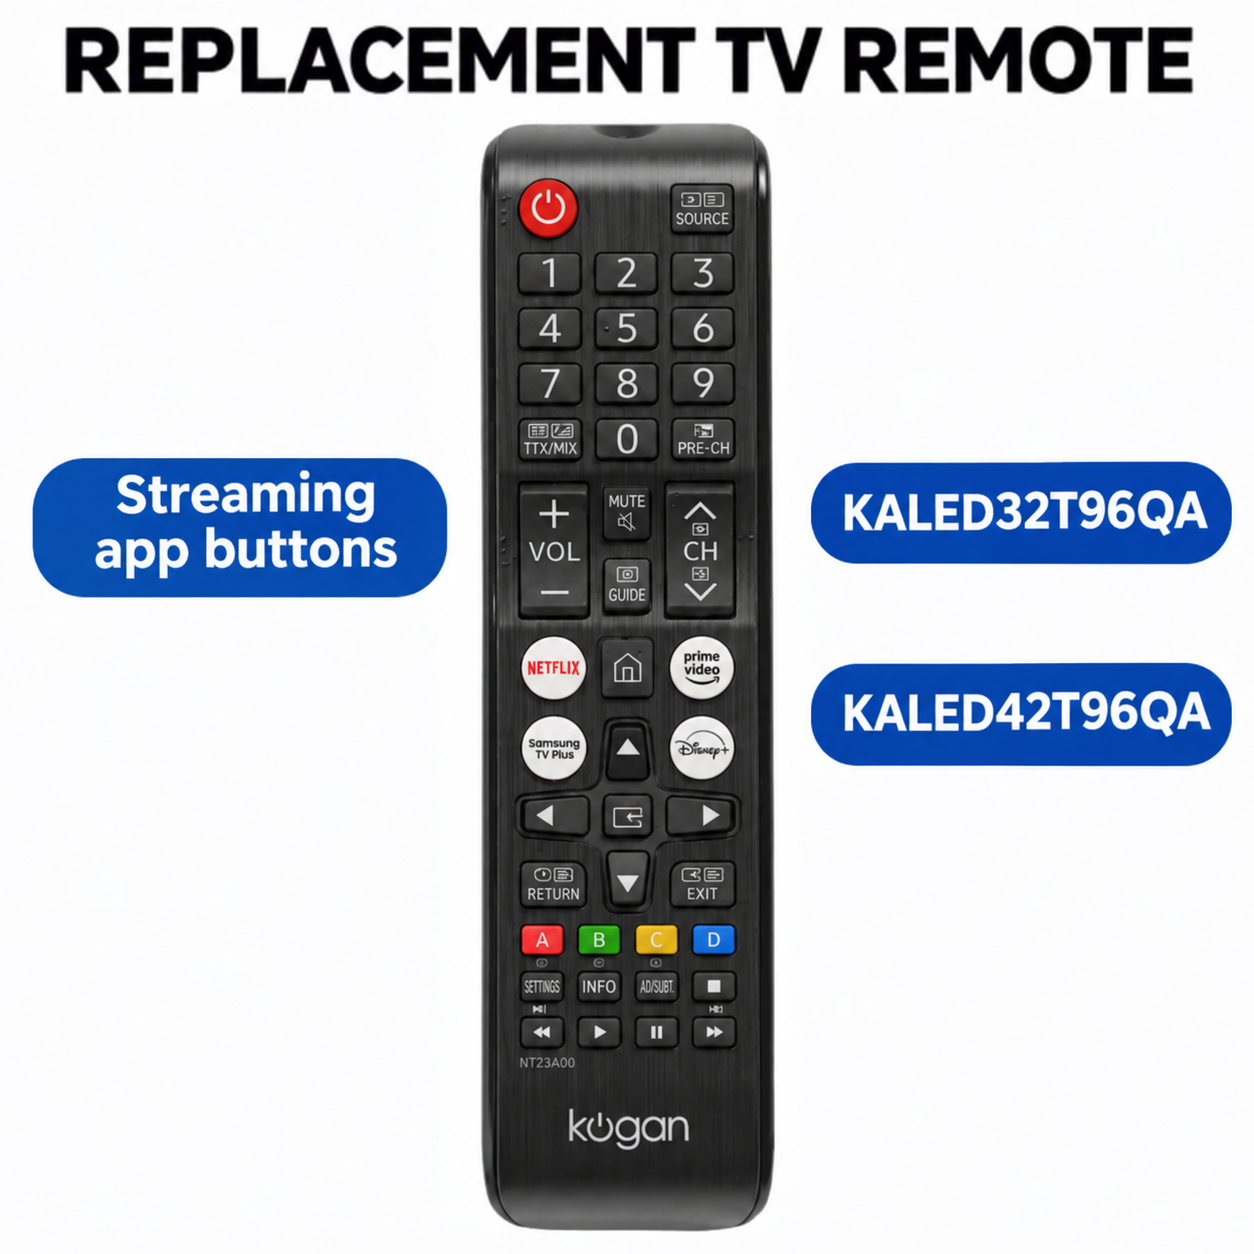 REPLACEMENT TV REMOTE
SOURCE
1 2 3
4 5 6
7 8 9
TTX/MIX 0 PRE-CH
Streaming
app buttons
+
VOL
−
MUTE
GUIDE
CH
KALED32T96QA
KALED42T96QA
NETFLIX
prime
video
Samsung
TV Plus
Disney+
RETURN
EXIT
A B C D
SETTINGS INFO AD/SUBT.
NT23A00
kogan